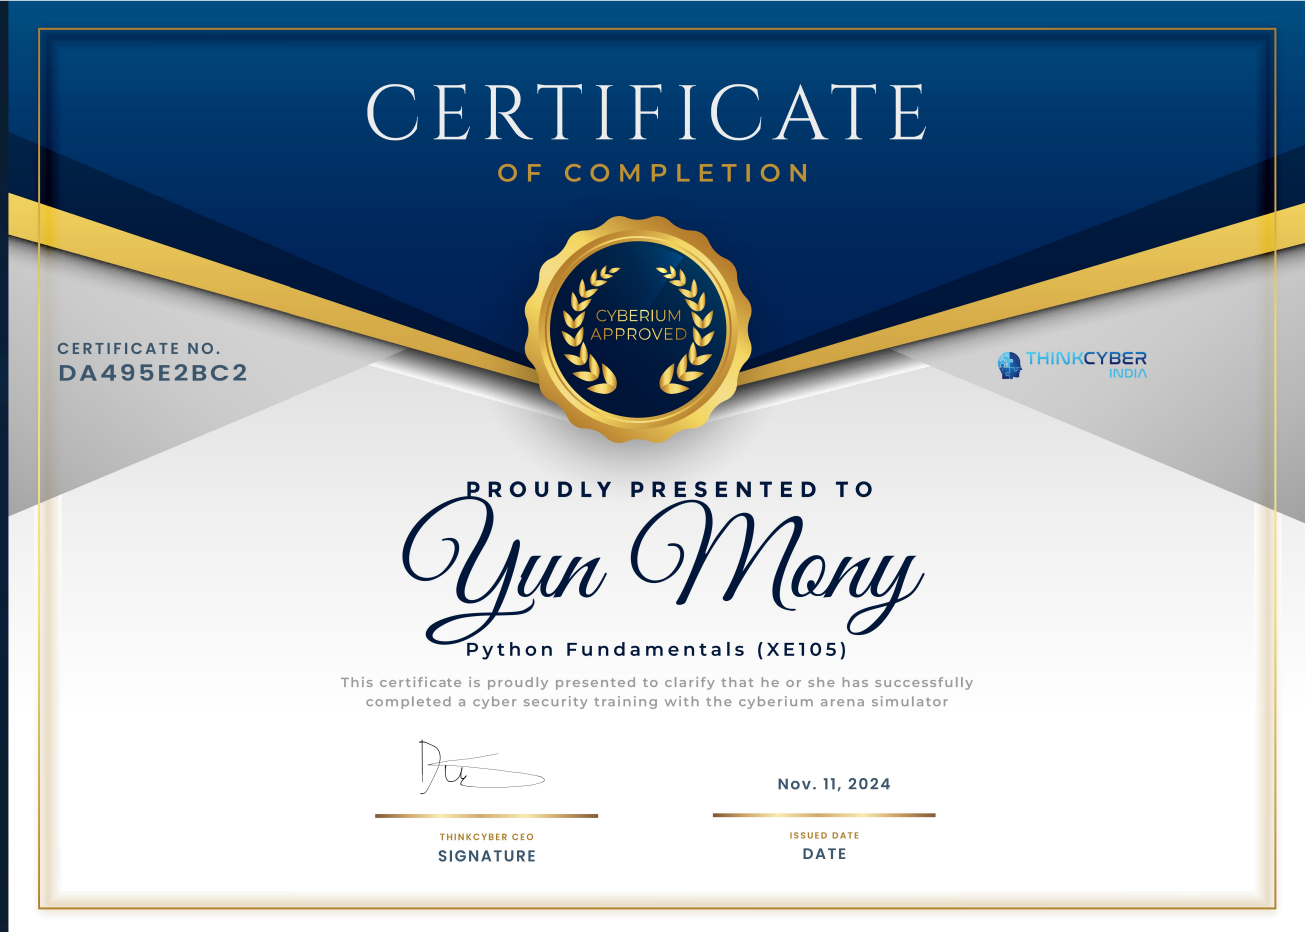 CERTIFICATE
OF COMPLETION
CYBERIUM
APPROVED
CERTIFICATE NO.
DA495E2BC2
THINKCYBER
INDIA
PROUDLY PRESENTED TO
Yun Mony
Python Fundamentals (XE105)
This certificate is proudly presented to clarify that he or she has successfully
completed a cyber security training with the cyberium arena simulator
Nov. 11, 2024
THINKCYBER CEO
SIGNATURE
ISSUED DATE
DATE